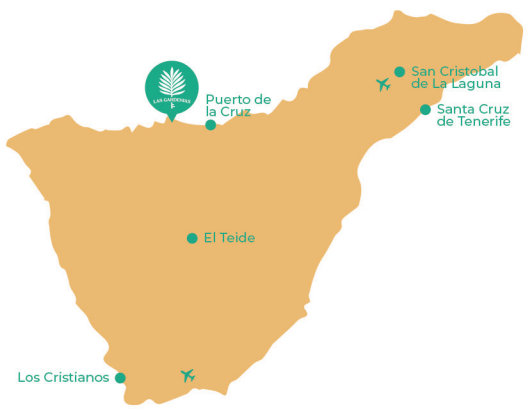 LAS GARDENIAS
Puerto de
la Cruz
San Cristobal
de La Laguna
Santa Cruz
de Tenerife
El Teide
Los Cristianos